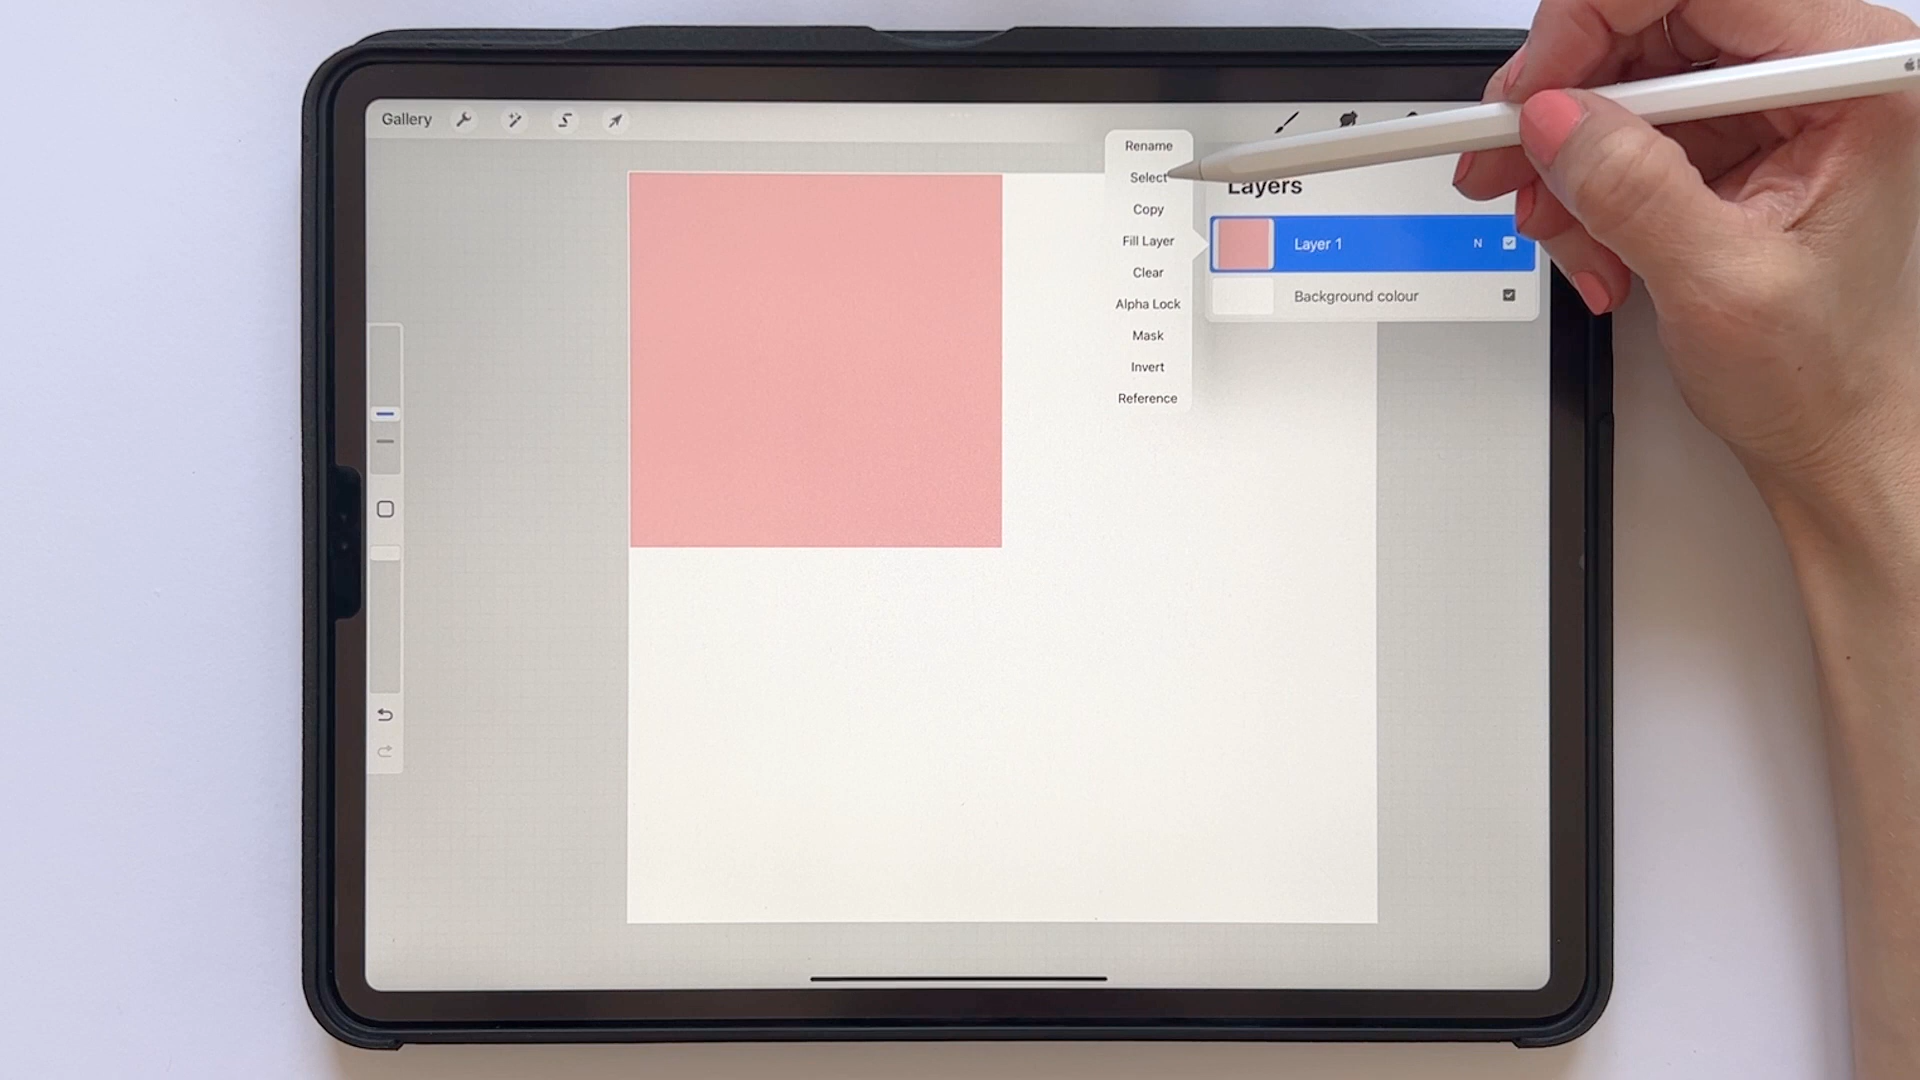 Gallery
Rename
Select
Copy
Fill Layer
Clear
Alpha Lock
Mask
Invert
Reference
Layers
Layer 1 N
Background colour